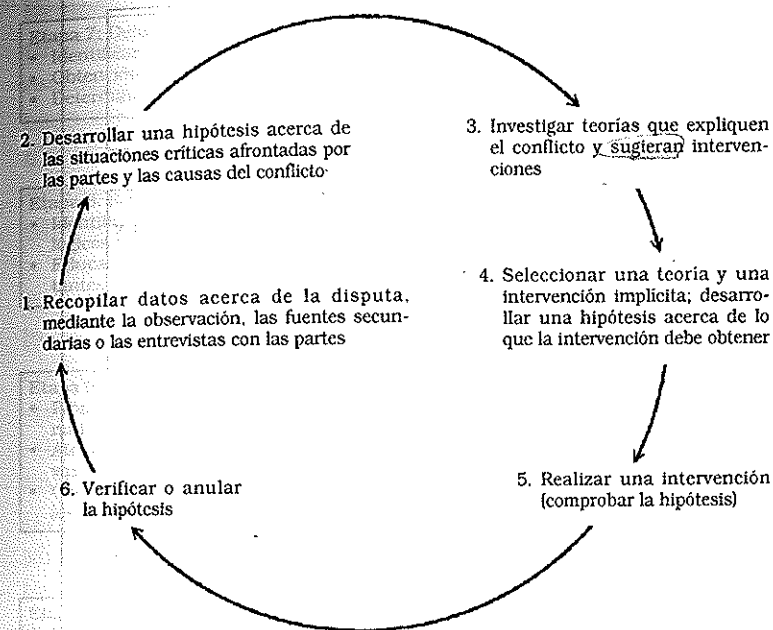 2. Desarrollar una hipótesis acerca de
las situaciones críticas afrontadas por
las partes y las causas del conflicto
3. Investigar teorías que expliquen
el conflicto y sugieran interven-
ciones
1. Recopilar datos acerca de la disputa,
mediante la observación, las fuentes secun-
darias o las entrevistas con las partes
4. Seleccionar una teoría y una
intervención implícita; desarro-
llar una hipótesis acerca de lo
que la intervención debe obtener
6. Verificar o anular
la hipótesis
5. Realizar una intervención
(comprobar la hipótesis)